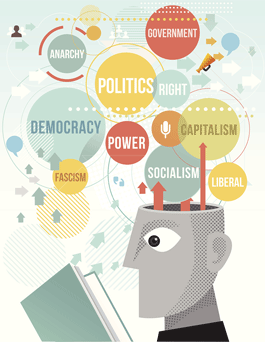 GOVERNMENT
ANARCHY
POLITICS
RIGHT
DEMOCRACY
CAPITALISM
POWER
SOCIALISM
FASCISM
LIBERAL